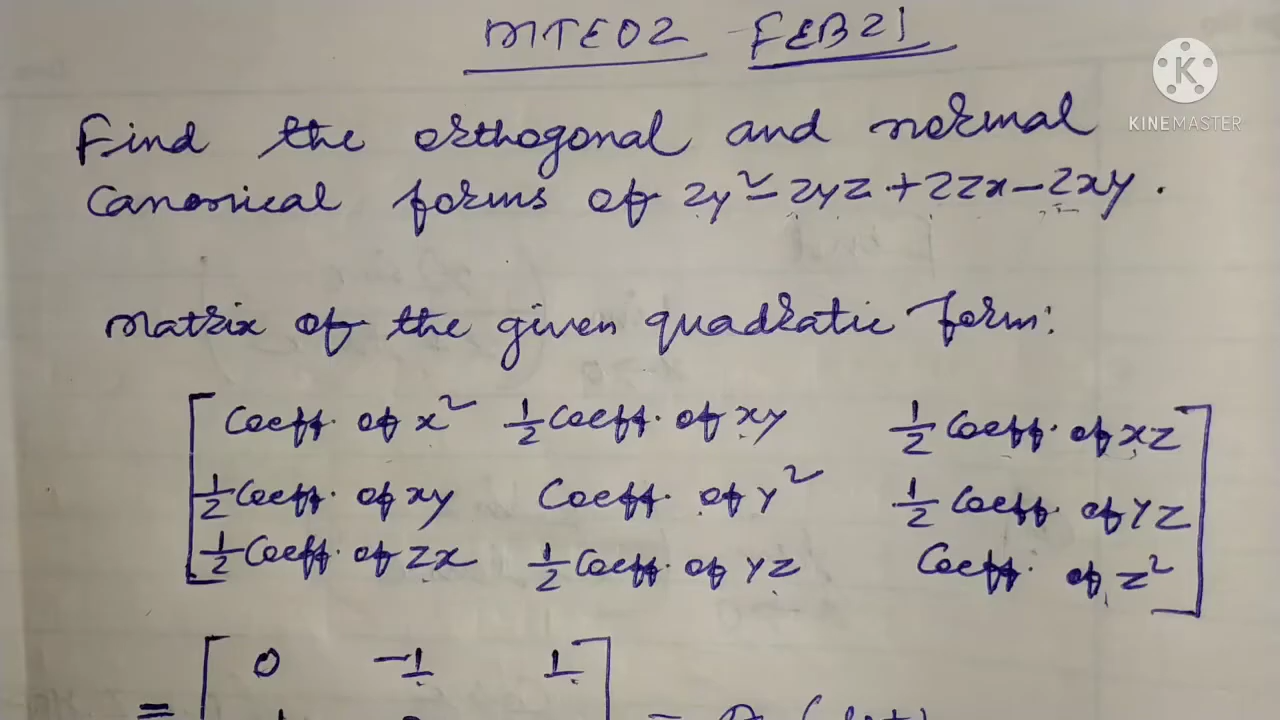 MTE02 FEB21
KINEMASTER
Find the orthogonal and normal
Canonical forms of 2y² - 2yz + 2zx - 2xy.
Matrix of the given quadratic form:
[ Coeff. of x² 1/2 Coeff. of xy 1/2 Coeff. of xz ]
1/2 Coeff. of xy Coeff. of y² 1/2 Coeff. of yz
1/2 Coeff. of zx 1/2 Coeff. of yz Coeff. of z²
0 -1 1
=